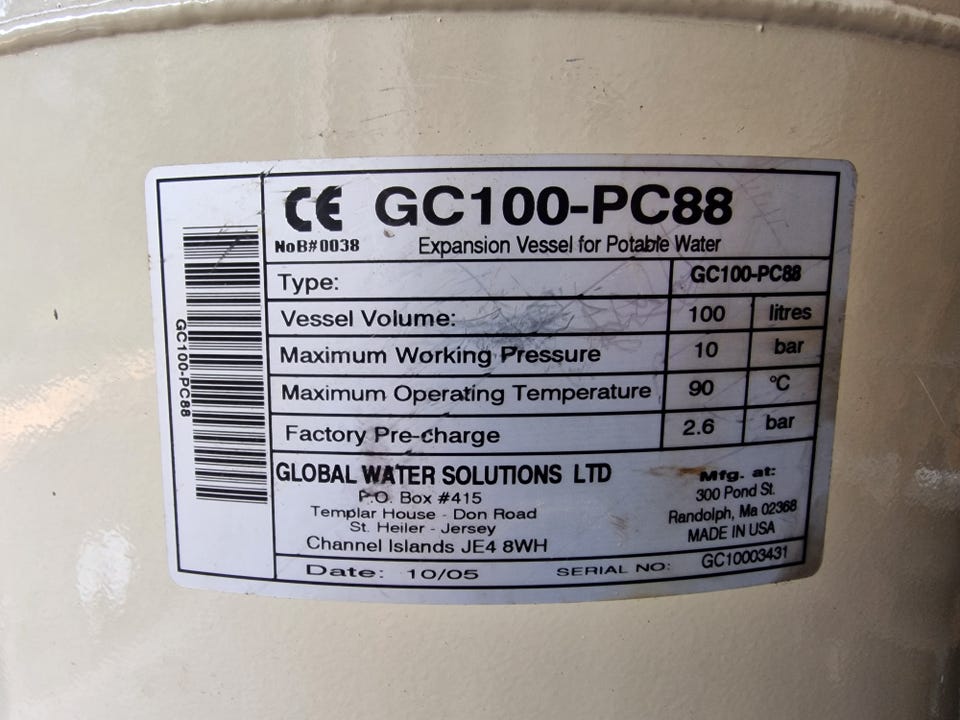 GC100-PC88
CE GC100-PC88
NoB#0038 Expansion Vessel for Potable Water
Type: GC100-PC88
Vessel Volume: 100 litres
Maximum Working Pressure 10 bar
Maximum Operating Temperature 90 °C
Factory Pre-charge 2.6 bar
GLOBAL WATER SOLUTIONS LTD
P.O. Box #415
Templar House - Don Road
St. Heiler - Jersey
Channel Islands JE4 8WH
Mfg. at:
300 Pond St.
Randolph, Ma 02368
MADE IN USA
Date: 10/05 SERIAL NO: GC10003431